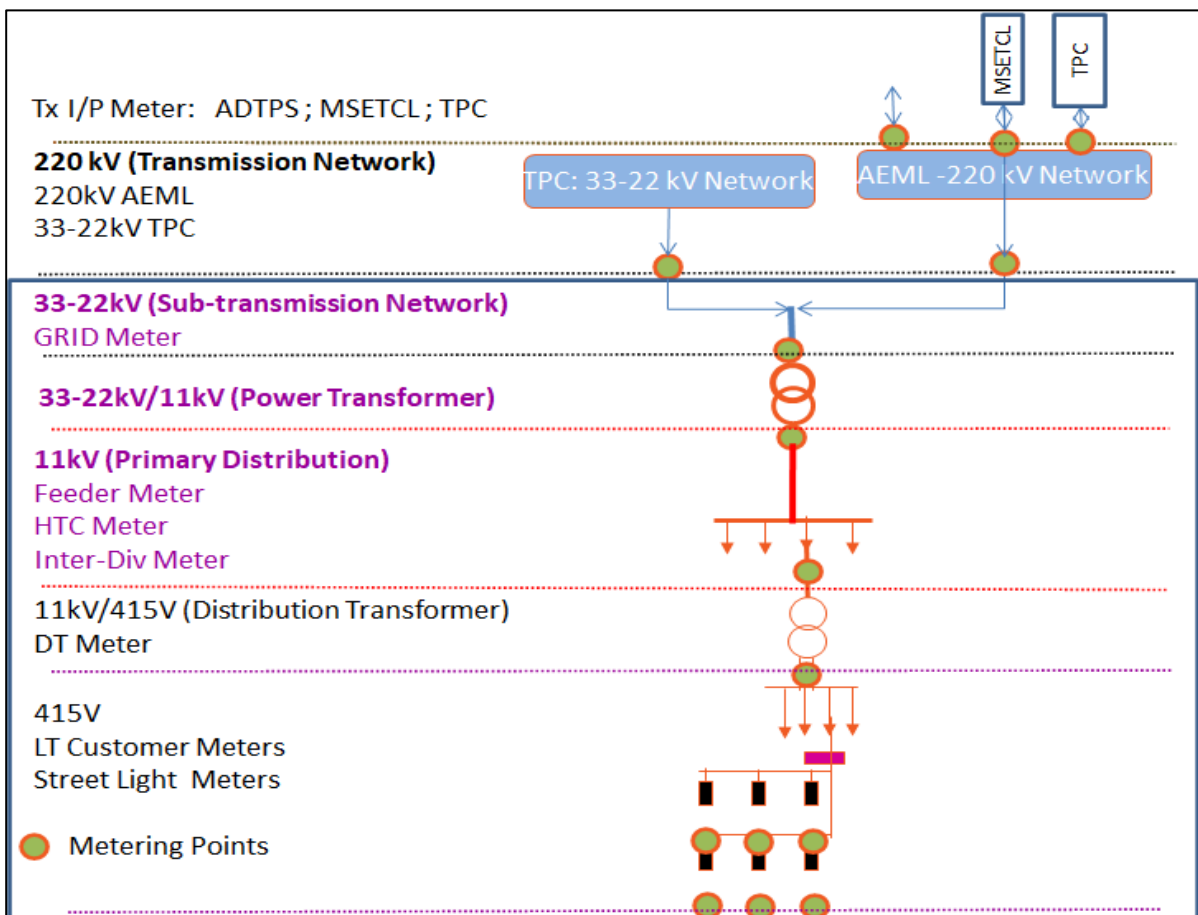 MSETCL
TPC
Tx I/P Meter: ADTPS ; MSETCL ; TPC
220 kV (Transmission Network)
220kV AEML
33-22kV TPC
TPC: 33-22 kV Network
AEML -220 kV Network
33-22kV (Sub-transmission Network)
GRID Meter
33-22kV/11kV (Power Transformer)
11kV (Primary Distribution)
Feeder Meter
HTC Meter
Inter-Div Meter
11kV/415V (Distribution Transformer)
DT Meter
415V
LT Customer Meters
Street Light Meters
Metering Points